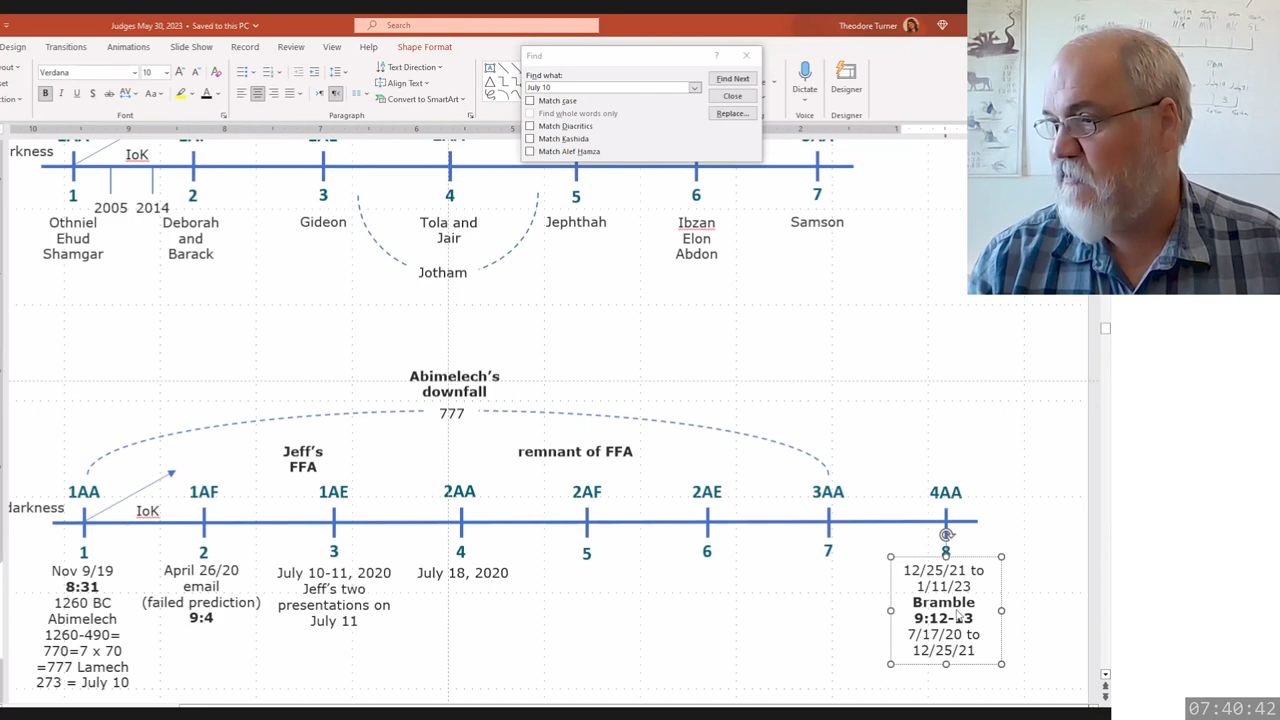 Judges May 30, 2023 • Saved to this PC
Search
Theodore Turner
Design
Transitions
Animations
Slide Show
Record
Review
View
Help
Shape Format
Find
?
Verdana
10
Text Direction
Align Text
Convert to SmartArt
Font
Paragraph
Find what:
July 10
Match case
Find whole words only
Match Diacritics
Match Kashida
Match Alef Hamza
Find Next
Close
Replace...
Dictate
Designer
Voice
Designer
10
9
8
7
6
5
1
1
rkness
IoK
1
2
3
4
5
6
7
2005
2014
Othniel
Ehud
Shamgar
Deborah
and
Barack
Gideon
Tola and
Jair
Jephthah
Ibzan
Elon
Abdon
Samson
Jotham
Abimelech's
downfall
777
Jeff's
FFA
remnant of FFA
1AA
1AF
1AE
2AA
2AF
2AE
3AA
4AA
darkness
IoK
1
2
3
4
5
6
7
8
Nov 9/19
8:31
1260 BC
Abimelech
1260-490=
770=7 x 70
=777 Lamech
273 = July 10
April 26/20
email
(failed prediction)
9:4
July 10-11, 2020
Jeff's two
presentations on
July 11
July 18, 2020
12/25/21 to
1/11/23
Bramble
9:12-13
7/17/20 to
12/25/21
07:40:42